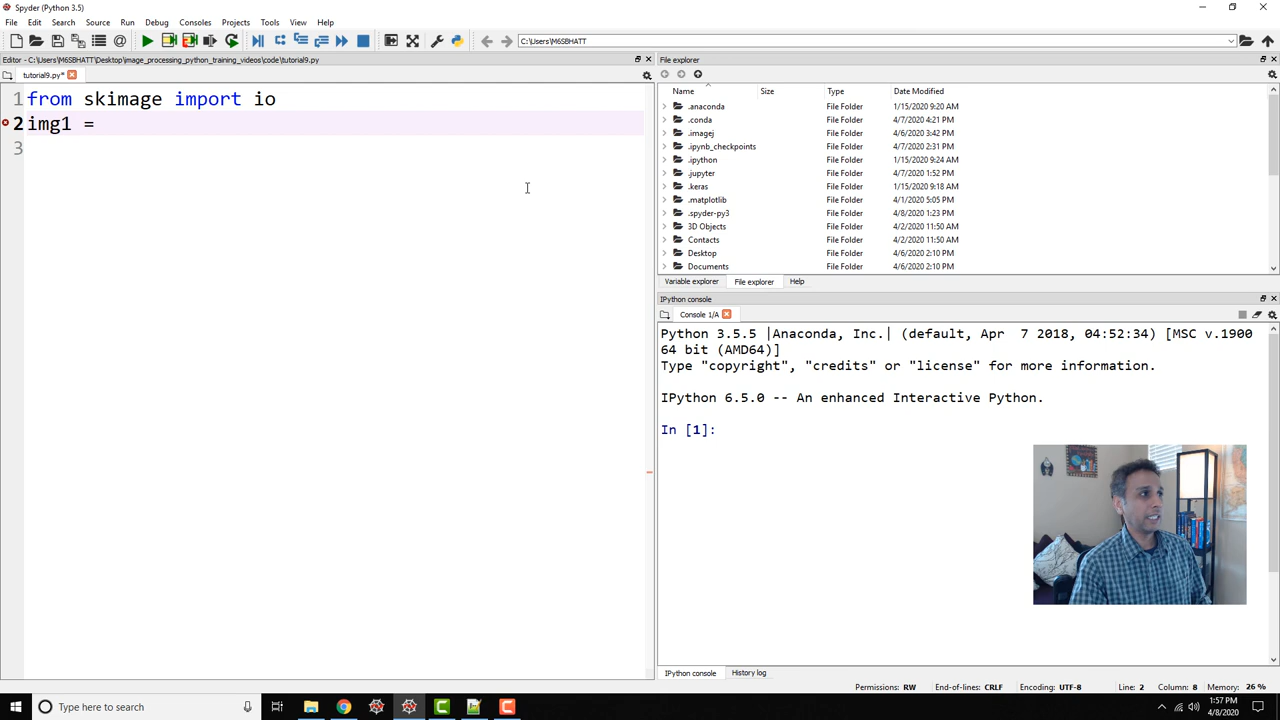 Spyder (Python 3.5)
File Edit Search Source Run Debug Consoles Projects Tools View Help
C:\Users\M6SBHATT
Editor - C:\Users\M6SBHATT\Desktop\image_processing_python_training_videos\code\tutorial9.py
tutorial9.py*
1 from skimage import io
2 img1 =
3
File explorer
Name Size Type Date Modified
.anaconda File Folder 1/15/2020 9:20 AM
.conda File Folder 4/7/2020 4:21 PM
.imagej File Folder 4/6/2020 3:42 PM
.ipynb_checkpoints File Folder 4/7/2020 2:31 PM
.ipython File Folder 1/15/2020 9:24 AM
.jupyter File Folder 4/7/2020 1:52 PM
.keras File Folder 1/15/2020 9:18 AM
.matplotlib File Folder 4/1/2020 5:05 PM
.spyder-py3 File Folder 4/8/2020 1:23 PM
3D Objects File Folder 4/2/2020 11:50 AM
Contacts File Folder 4/2/2020 11:50 AM
Desktop File Folder 4/6/2020 2:10 PM
Documents File Folder 4/6/2020 2:10 PM
Variable explorer File explorer Help
IPython console
Console 1/A
Python 3.5.5 |Anaconda, Inc.| (default, Apr  7 2018, 04:52:34) [MSC v.1900
64 bit (AMD64)]
Type "copyright", "credits" or "license" for more information.
IPython 6.5.0 -- An enhanced Interactive Python.
In [1]:
IPython console History log
Permissions: RW End-of-lines: CRLF Encoding: UTF-8 Line: 2 Column: 8 Memory: 26 %
Type here to search
1:57 PM
4/8/2020